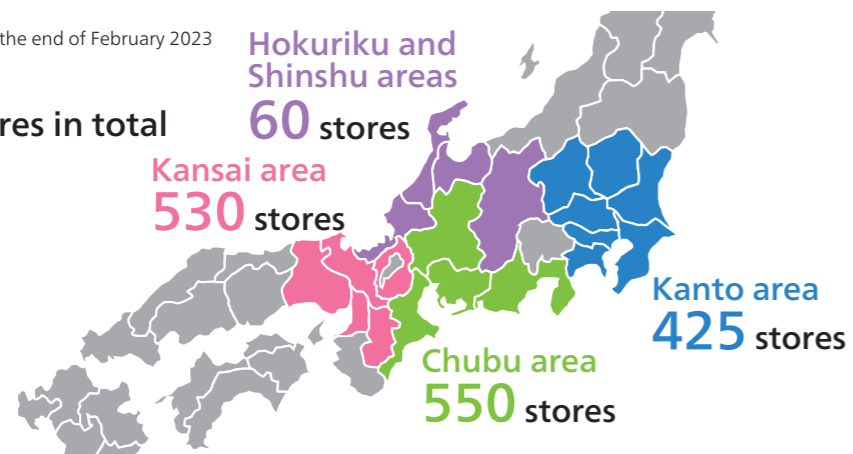 the end of February 2023
res in total
Hokuriku and
Shinshu areas
60 stores
Kansai area
530 stores
Kanto area
425 stores
Chubu area
550 stores